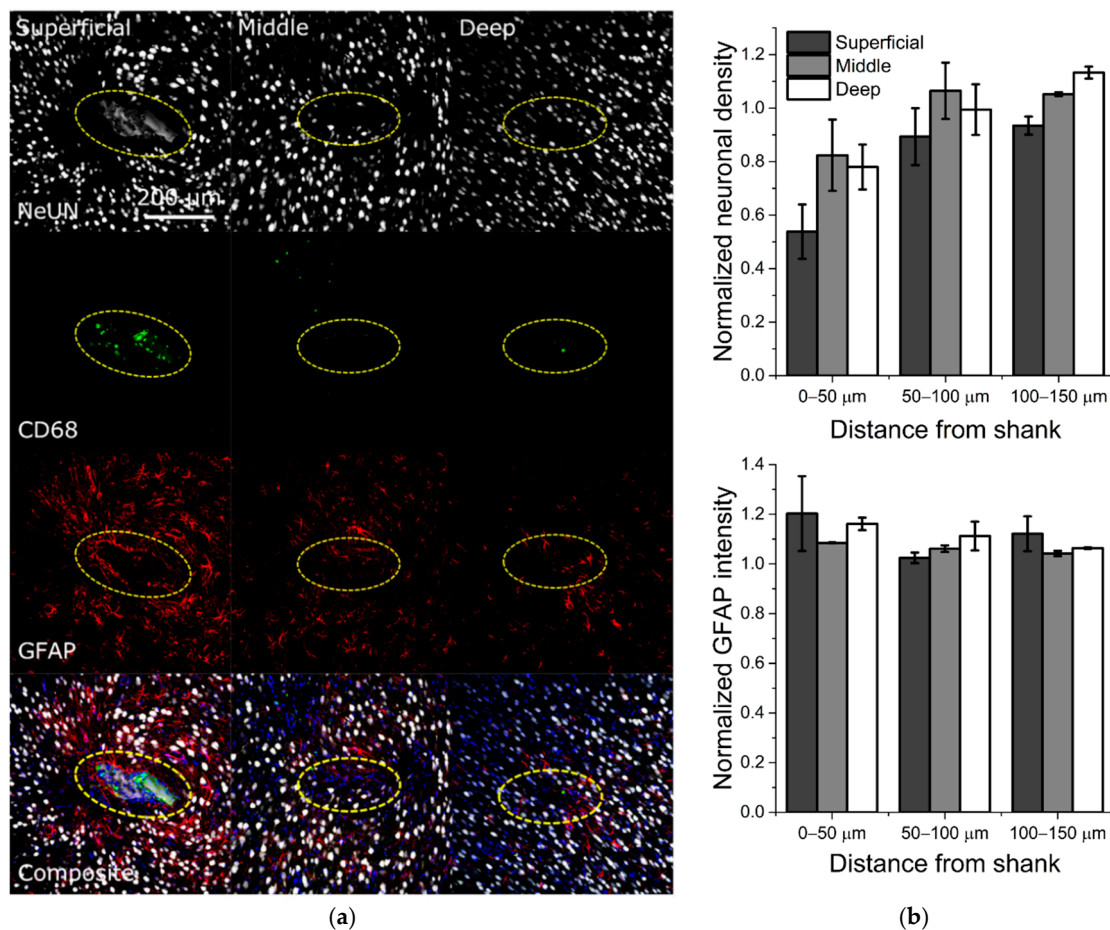 Superficial
Middle
Deep
NeUN
200 µm
CD68
GFAP
Composite
(a)
Normalized neuronal density
1.2
1.0
0.8
0.6
0.4
0.2
0.0
Superficial
Middle
Deep
0–50 µm
50–100 µm
100–150 µm
Distance from shank
Normalized GFAP intensity
1.4
1.2
1.0
0.8
0.6
0.4
0.2
0.0
0–50 µm
50–100 µm
100–150 µm
Distance from shank
(b)